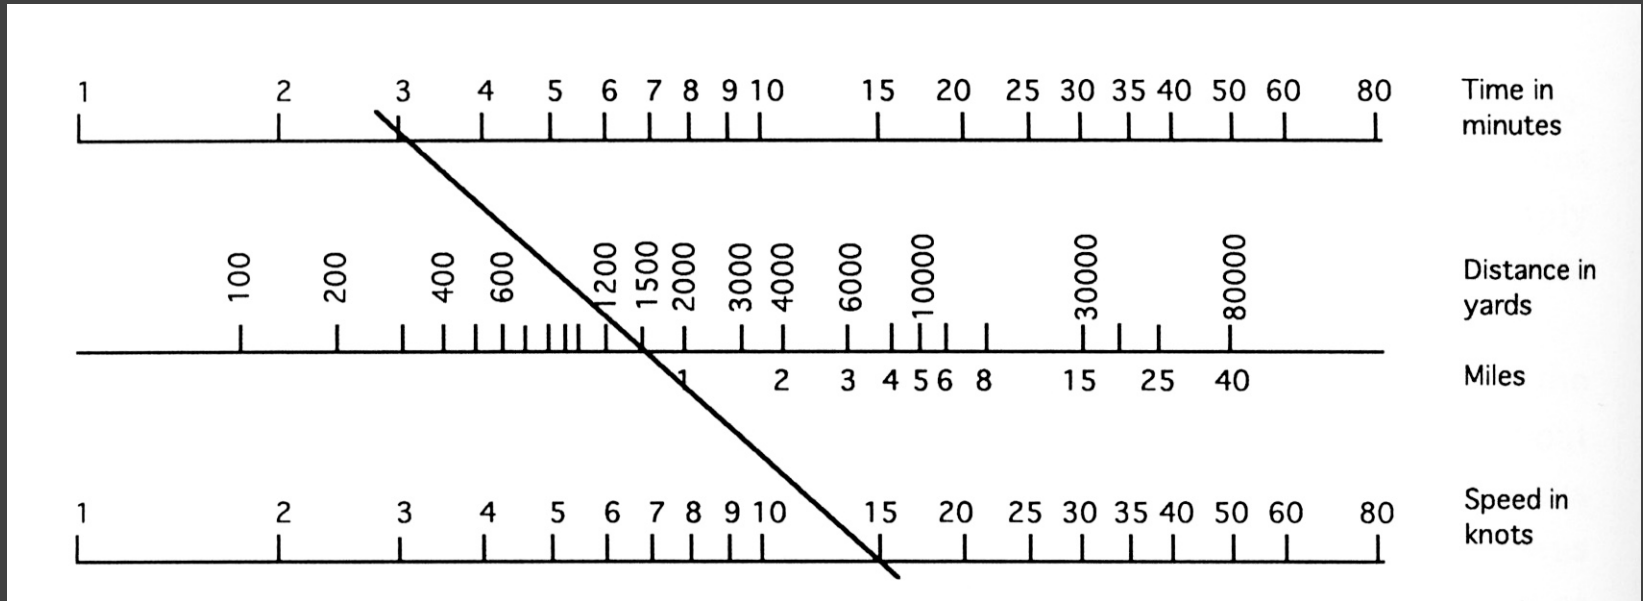 1 2 3 4 5 6 7 8 9 10 15 20 25 30 35 40 50 60 80
Time in
minutes
100 200 400 600 1200 1500 2000 3000 4000 6000 10000 30000 80000
Distance in
yards
1 2 3 4 5 6 8 15 25 40
Miles
1 2 3 4 5 6 7 8 9 10 15 20 25 30 35 40 50 60 80
Speed in
knots